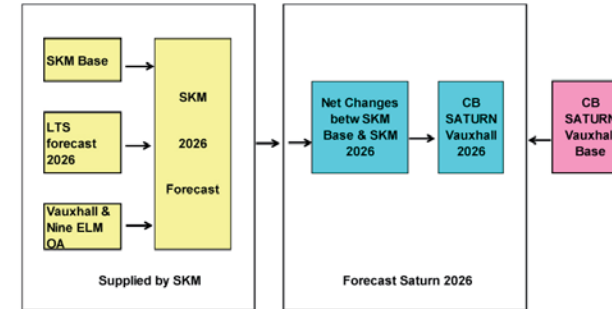 SKM Base
LTS
forecast
2026
Vauxhall &
Nine ELM
OA
SKM
2026
Forecast
Supplied by SKM
Net Changes
betw SKM
Base & SKM
2026
CB
SATURN
Vauxhall
2026
Forecast Saturn 2026
CB
SATURN
Vauxhall
Base